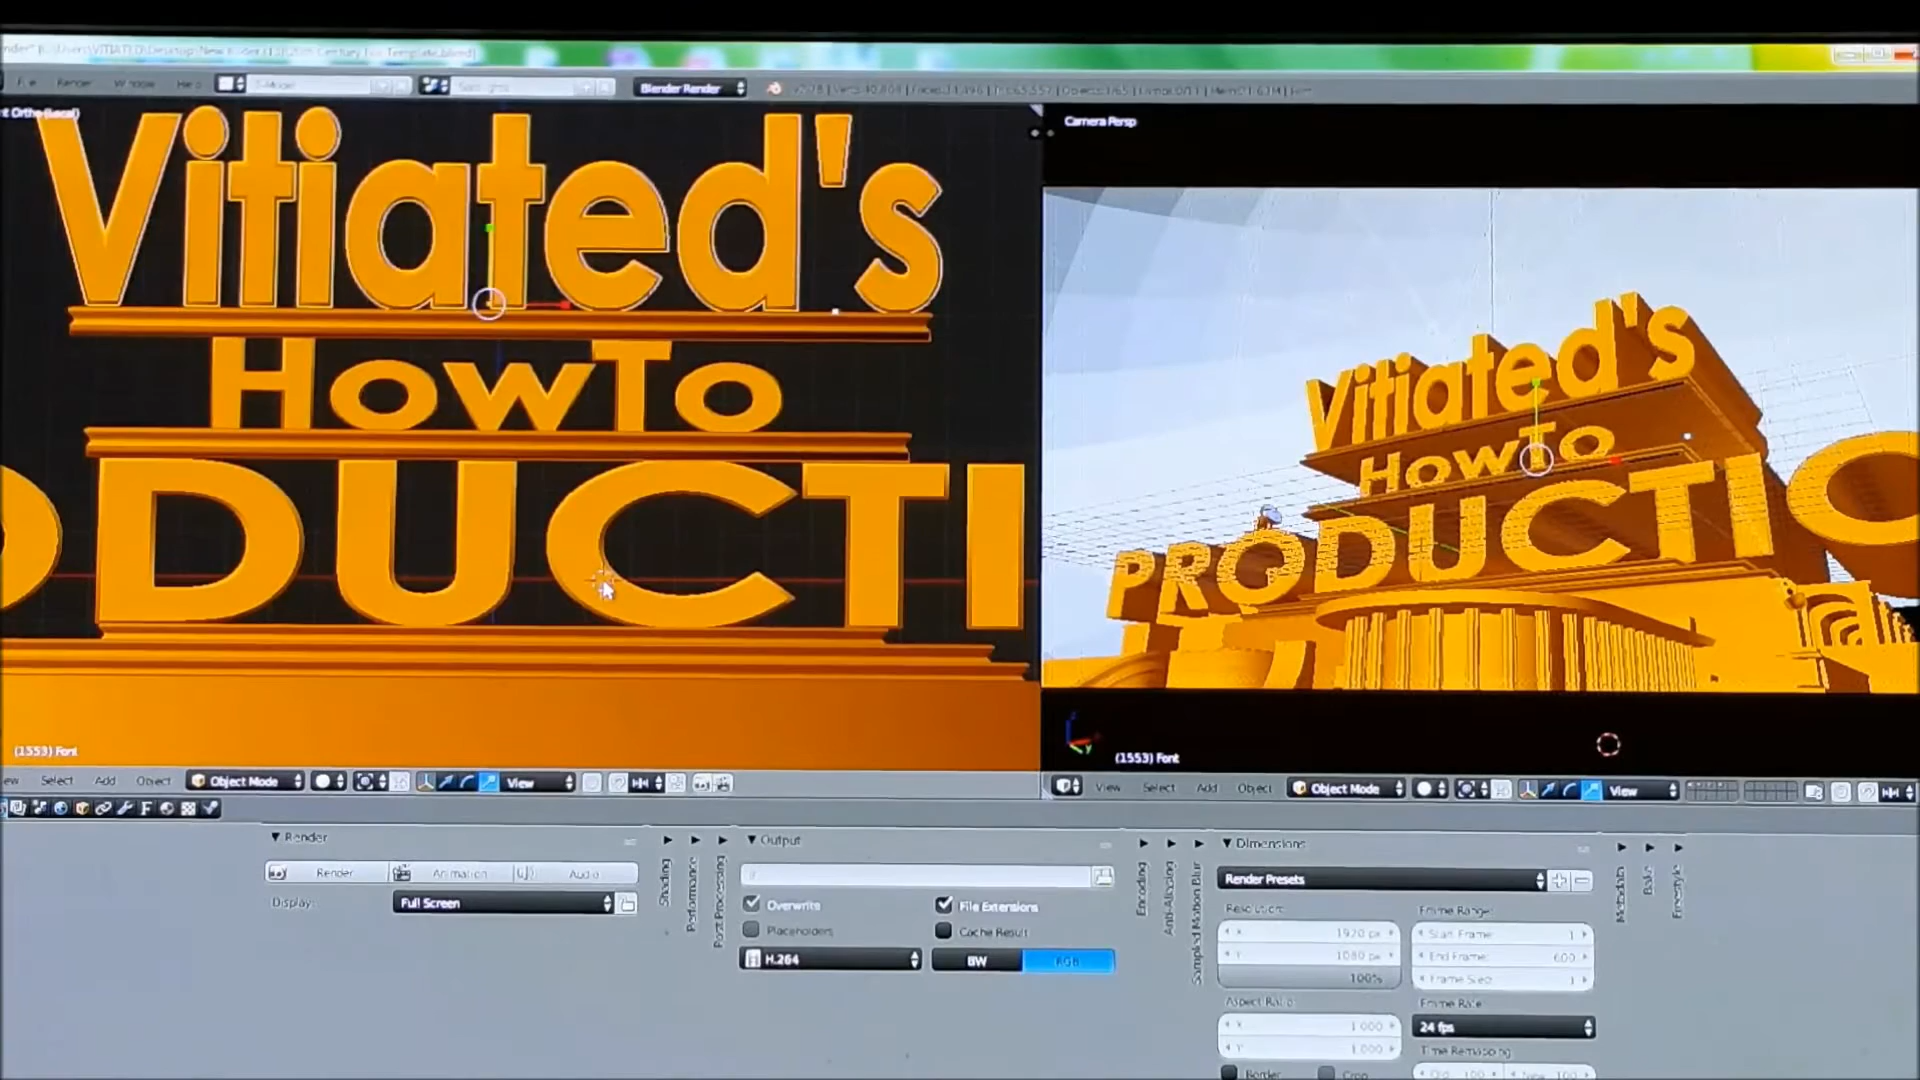 File Render Window Help Blender Render
Camera Persp
Vitiated's
HowTo
DUCTI
Vitiated's
HowTo
PRODUCTIO
(1553) Font
(1553) Font
Select Add Object Object Mode View
View Select Add Object Object Mode View
Render
Render Animation Audio
Display: Full Screen
Shading
Performance
Post Processing
Output
Overwrite File Extensions
Placeholders Cache Result
H.264 BW RGB
Encoding
Anti-Aliasing
Sampled Motion Blur
Dimensions
Render Presets
Resolution: Frame Range:
X 1920 px Start Frame: 1
Y 1080 px End Frame: 600
100% Frame Step: 1
Aspect Ratio: Frame Rate:
X 1.000 24 fps
Y 1.000 Time Remapping:
Border Crop
Metadata
Bake
Freestyle